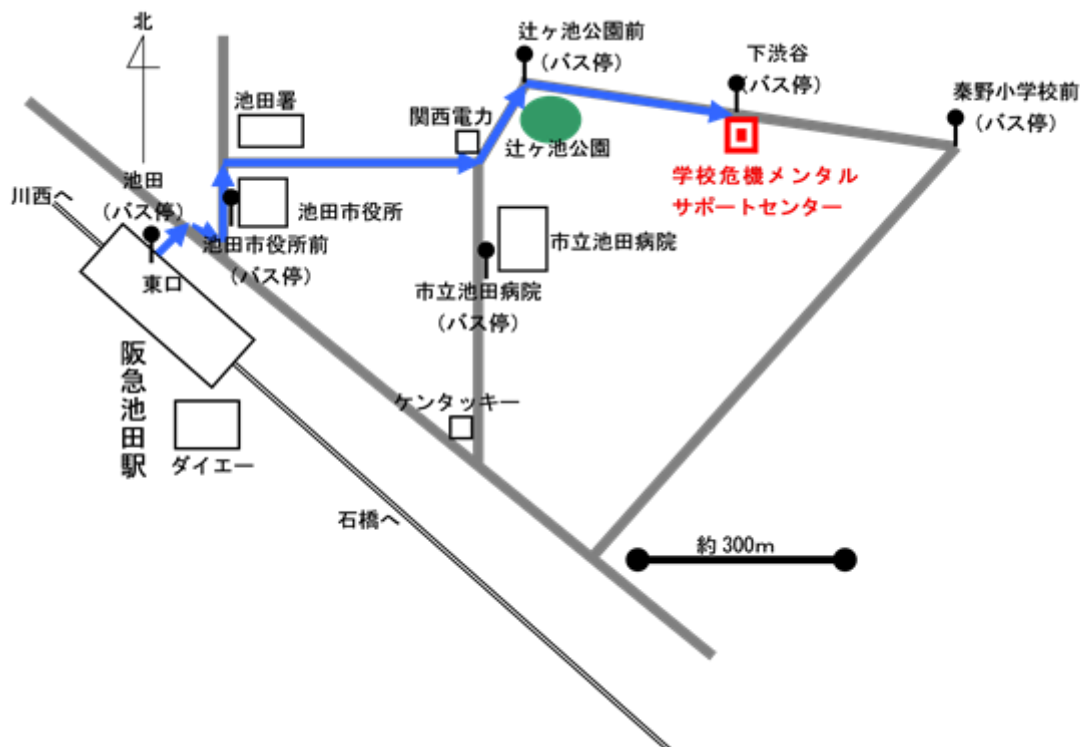 北
辻ヶ池公園前
(バス停)
下渋谷
(バス停)
秦野小学校前
(バス停)
池田署
関西電力
辻ヶ池公園
学校危機メンタル
サポートセンター
池田
(バス停)
川西へ
池田市役所
池田市役所前
(バス停)
市立池田病院
東口
市立池田病院
(バス停)
阪急池田駅
ケンタッキー
ダイエー
石橋へ
約300m